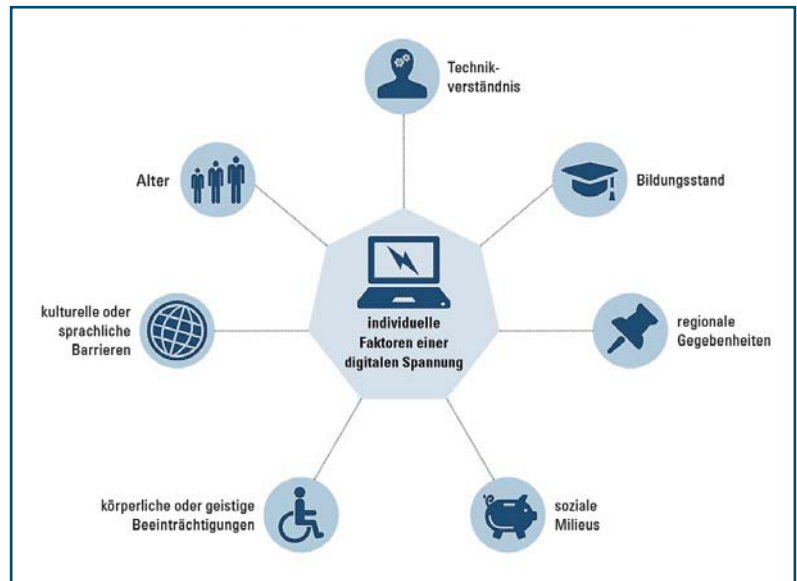 Technik-
verständnis
Bildungsstand
regionale
Gegebenheiten
soziale
Milieus
körperliche oder geistige
Beeinträchtigungen
kulturelle oder
sprachliche
Barrieren
Alter
individuelle
Faktoren einer
digitalen Spannung